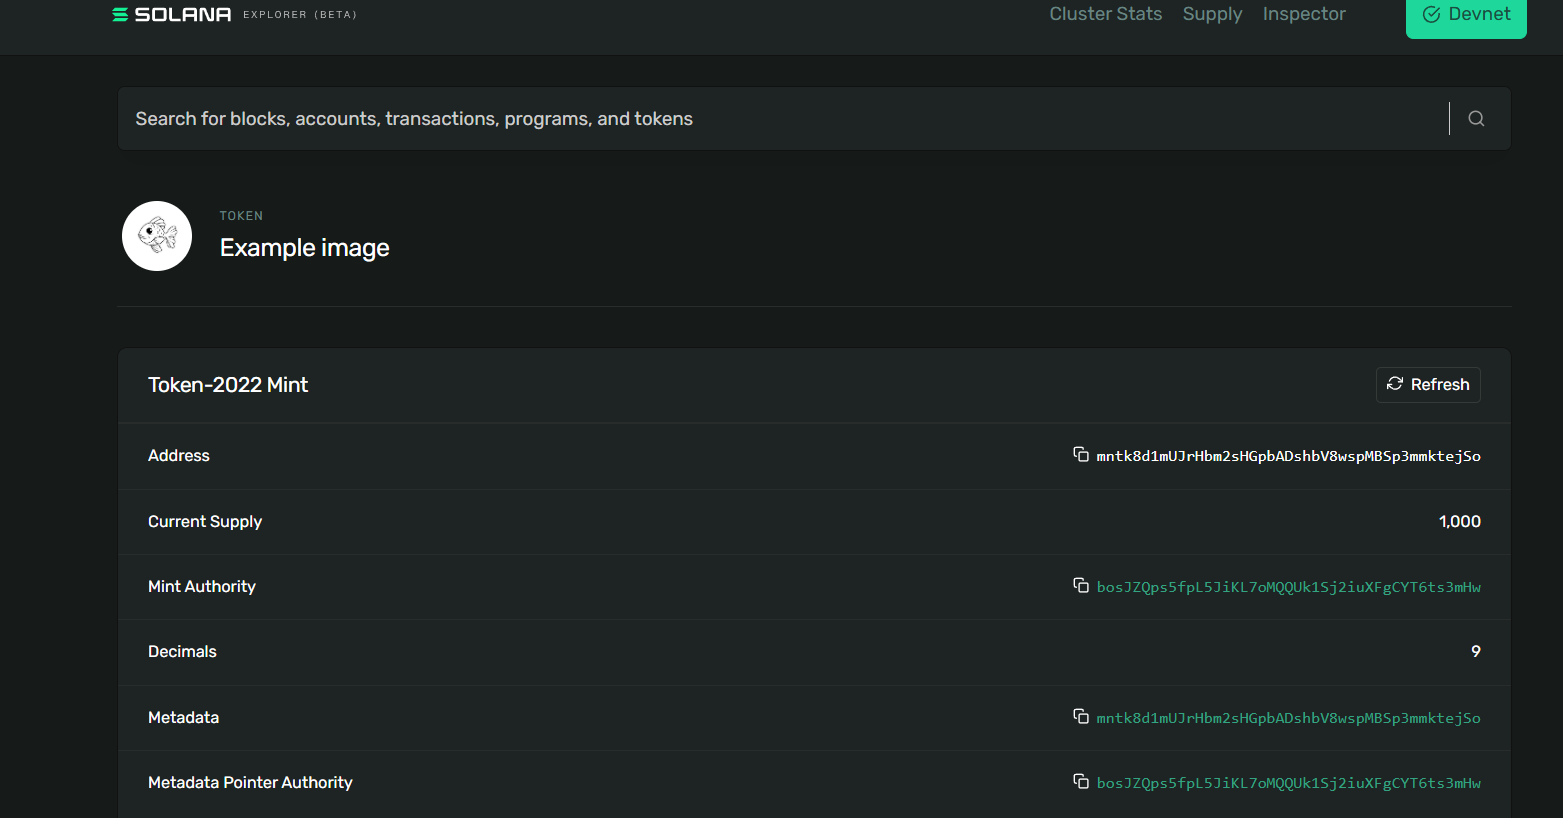 SOLANA EXPLORER (BETA) Cluster Stats Supply Inspector Devnet
Search for blocks, accounts, transactions, programs, and tokens
TOKEN
Example image
Token-2022 Mint Refresh
Address mntk8d1mUJrHbm2sHGpbADshbV8wspMBSp3mmktejSo
Current Supply 1,000
Mint Authority bosJZQps5fpL5JiKL7oMQQUk1Sj2iuXFgCYT6ts3mHw
Decimals 9
Metadata mntk8d1mUJrHbm2sHGpbADshbV8wspMBSp3mmktejSo
Metadata Pointer Authority bosJZQps5fpL5JiKL7oMQQUk1Sj2iuXFgCYT6ts3mHw